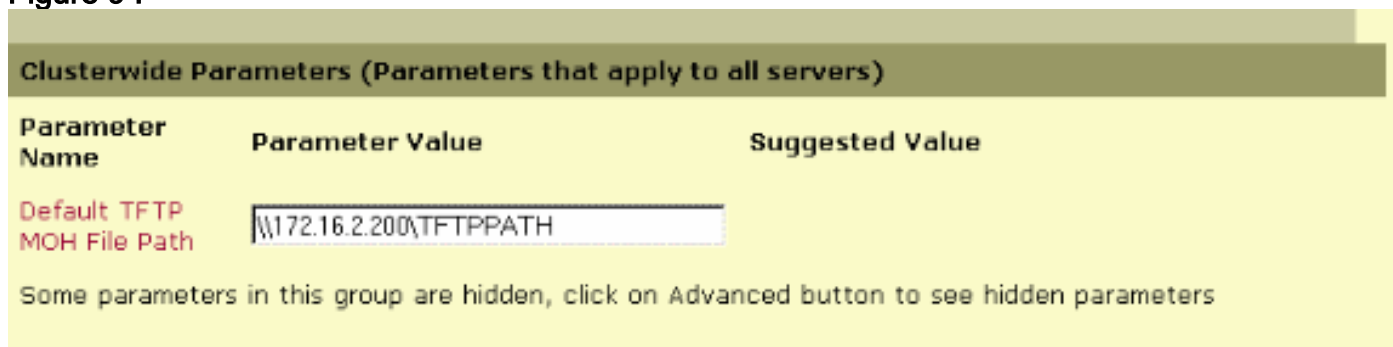 Clusterwide Parameters (Parameters that apply to all servers)
Parameter Name
Parameter Value
Suggested Value
Default TFTP MOH File Path
\\172.16.2.200\TFTPPATH
Some parameters in this group are hidden, click on Advanced button to see hidden parameters